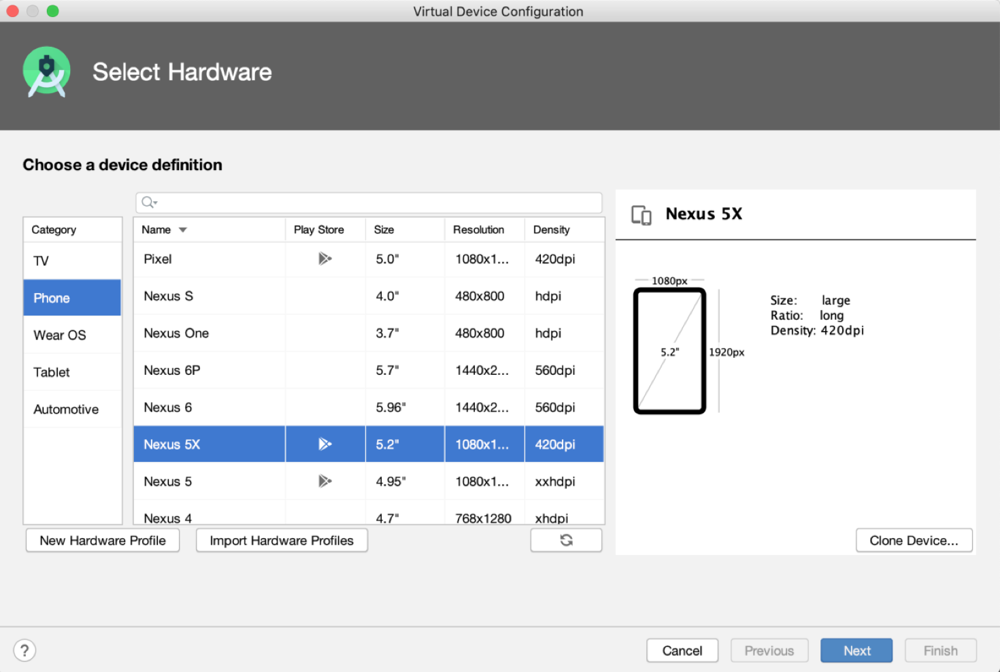 Virtual Device Configuration
Select Hardware
Choose a device definition
Category
TV
Phone
Wear OS
Tablet
Automotive
Name Play Store Size Resolution Density
Pixel 5.0" 1080x1... 420dpi
Nexus S 4.0" 480x800 hdpi
Nexus One 3.7" 480x800 hdpi
Nexus 6P 5.7" 1440x2... 560dpi
Nexus 6 5.96" 1440x2... 560dpi
Nexus 5X 5.2" 1080x1... 420dpi
Nexus 5 4.95" 1080x1... xxhdpi
Nexus 4 4.7" 768x1280 xhdpi
New Hardware Profile
Import Hardware Profiles
Nexus 5X
1080px
5.2"
1920px
Size: large
Ratio: long
Density: 420dpi
Clone Device...
?
Cancel
Previous
Next
Finish